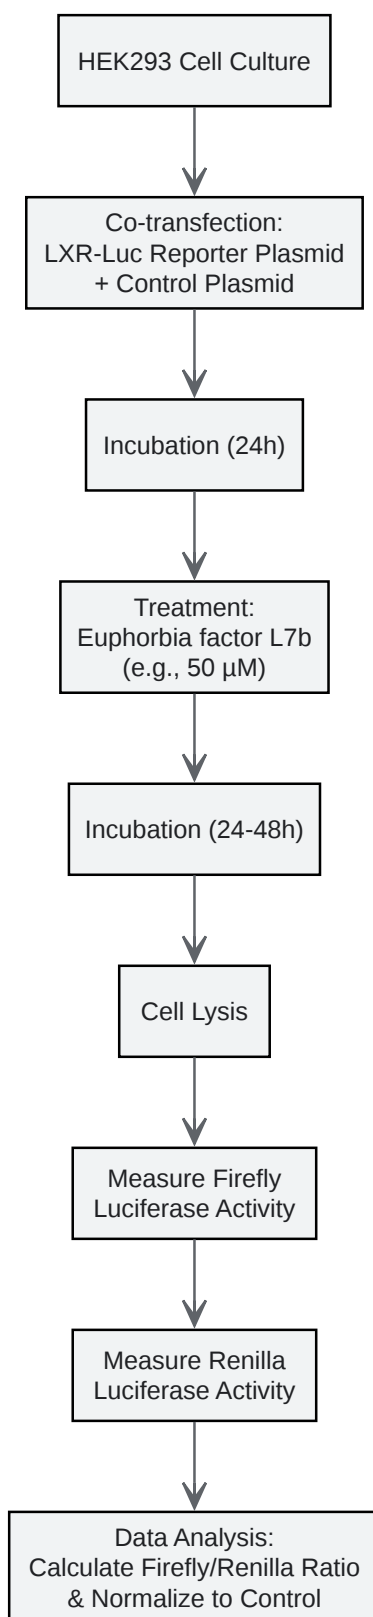 HEK293 Cell Culture
Co-transfection:
LXR-Luc Reporter Plasmid
+ Control Plasmid
Incubation (24h)
Treatment:
Euphorbia factor L7b
(e.g., 50 µM)
Incubation (24-48h)
Cell Lysis
Measure Firefly
Luciferase Activity
Measure Renilla
Luciferase Activity
Data Analysis:
Calculate Firefly/Renilla Ratio
& Normalize to Control